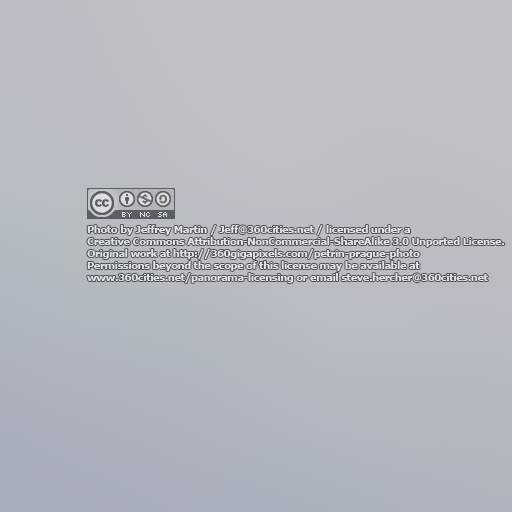 cc BY NC SA
Photo by Jeffrey Martin / Jeff@360cities.net / licensed under a
Creative Commons Attribution-NonCommercial-ShareAlike 3.0 Unported License.
Original work at http://360gigapixels.com/petrin-prague-photo
Permissions beyond the scope of this license may be available at
www.360cities.net/panorama-licensing or email steve.hercher@360cities.net